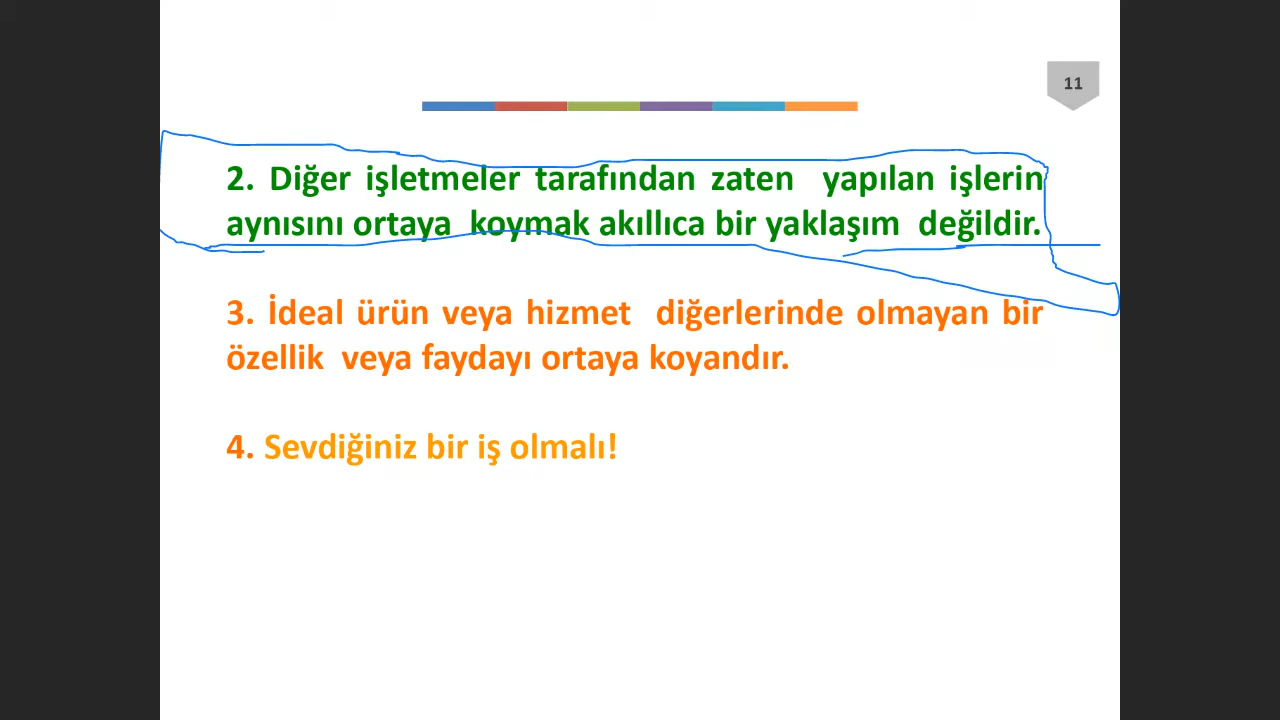 11
2. Diğer işletmeler tarafından zaten yapılan işlerin
aynısını ortaya koymak akıllıca bir yaklaşım değildir.
3. İdeal ürün veya hizmet diğerlerinde olmayan bir
özellik veya faydayı ortaya koyandır.
4. Sevdiğiniz bir iş olmalı!